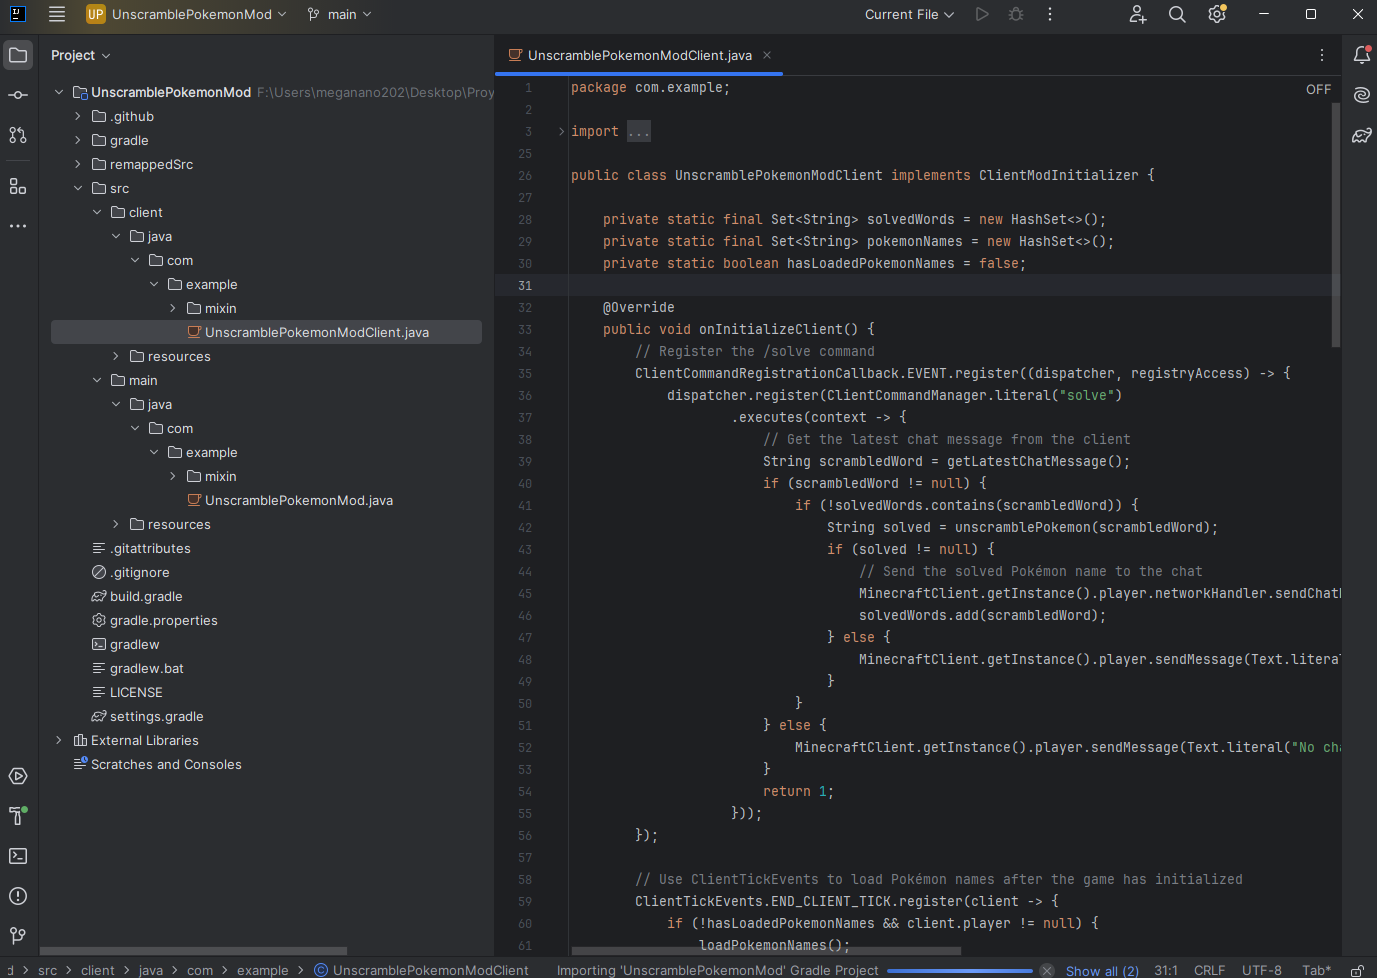 UP UnscramblePokemonMod main Current File
Project
UnscramblePokemonMod F:\Users\meganano202\Desktop\Proy
.github
gradle
remappedSrc
src
client
java
com
example
mixin
UnscramblePokemonModClient.java
resources
main
java
com
example
mixin
UnscramblePokemonMod.java
resources
.gitattributes
.gitignore
build.gradle
gradle.properties
gradlew
gradlew.bat
LICENSE
settings.gradle
External Libraries
Scratches and Consoles
UnscramblePokemonModClient.java
OFF
1 package com.example;
2
3 import ...
25
26 public class UnscramblePokemonModClient implements ClientModInitializer {
27
28 private static final Set<String> solvedWords = new HashSet<>();
29 private static final Set<String> pokemonNames = new HashSet<>();
30 private static boolean hasLoadedPokemonNames = false;
31
32 @Override
33 public void onInitializeClient() {
34 // Register the /solve command
35 ClientCommandRegistrationCallback.EVENT.register((dispatcher, registryAccess) -> {
36 dispatcher.register(ClientCommandManager.literal("solve")
37 .executes(context -> {
38 // Get the latest chat message from the client
39 String scrambledWord = getLatestChatMessage();
40 if (scrambledWord != null) {
41 if (!solvedWords.contains(scrambledWord)) {
42 String solved = unscramblePokemon(scrambledWord);
43 if (solved != null) {
44 // Send the solved Pokémon name to the chat
45 MinecraftClient.getInstance().player.networkHandler.sendChat
46 solvedWords.add(scrambledWord);
47 } else {
48 MinecraftClient.getInstance().player.sendMessage(Text.literal
49 }
50 }
51 } else {
52 MinecraftClient.getInstance().player.sendMessage(Text.literal("No cha
53 }
54 return 1;
55 }));
56 });
57
58 // Use ClientTickEvents to load Pokémon names after the game has initialized
59 ClientTickEvents.END_CLIENT_TICK.register(client -> {
60 if (!hasLoadedPokemonNames && client.player != null) {
61 loadPokemonNames();
d > src > client > java > com > example > UnscramblePokemonModClient Importing 'UnscramblePokemonMod' Gradle Project Show all (2) 31:1 CRLF UTF-8 Tab*